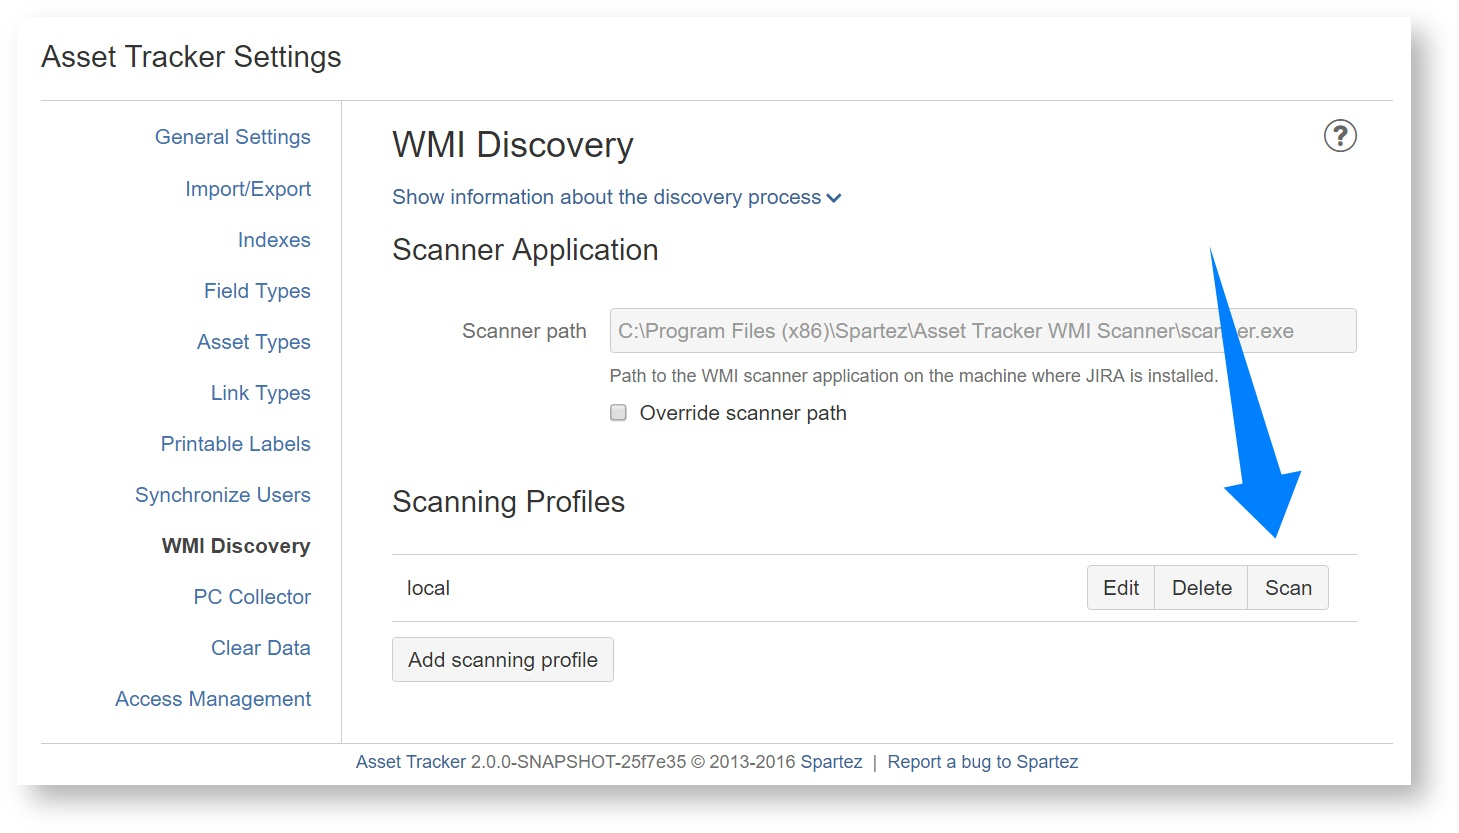 Asset Tracker Settings
General Settings
Import/Export
Indexes
Field Types
Asset Types
Link Types
Printable Labels
Synchronize Users
WMI Discovery
PC Collector
Clear Data
Access Management
WMI Discovery
?
Show information about the discovery process
Scanner Application
Scanner path
C:\Program Files (x86)\Spartez\Asset Tracker WMI Scanner\scanner.exe
Path to the WMI scanner application on the machine where JIRA is installed.
Override scanner path
Scanning Profiles
local
Edit Delete Scan
Add scanning profile
Asset Tracker 2.0.0-SNAPSHOT-25f7e35 © 2013-2016 Spartez | Report a bug to Spartez